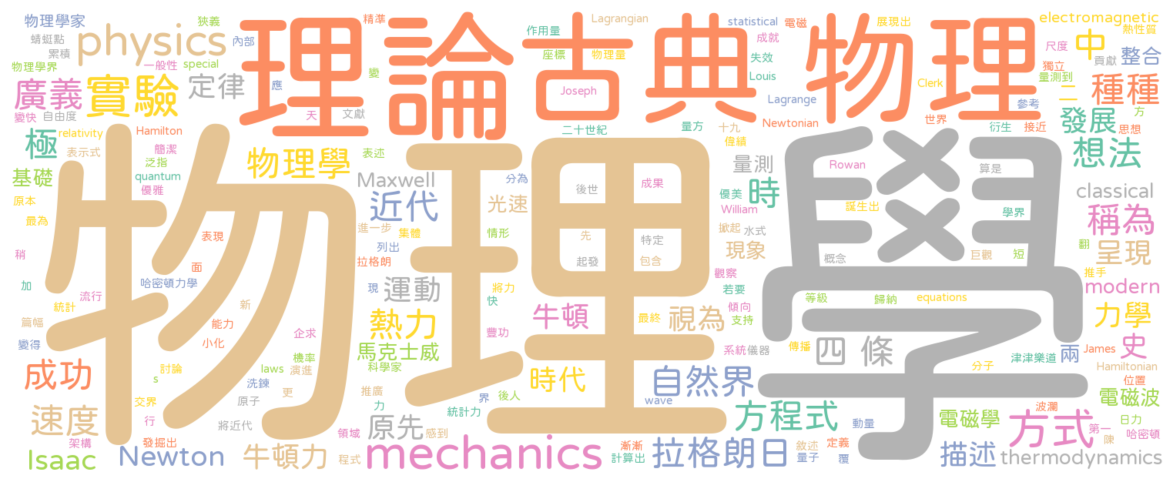 物理學家 狹義 精準 Lagrangian statistical 電磁 展現出 electromagnetic
蜻蜓點 physics 內部 理論 作用量 古典 座標 物理量 成就 失效 物理 尺度 中 熱性質
累積 物理學界 一般性 special 定律 應 變 Joseph Louis Clerk 獨立 量測到 貢獻 整合
廣義 實驗 天 文獻 Lagrange 世界 參考 二 種種
變快 自由度 二十世紀 量方 十九 Newtonian 衍生 接近 方 思想
極 relativity Hamilton 簡潔 表述 分為 偉績 發展
表示式 泛指 物理學 Maxwell 後世 成果 量測 Rowan 算是 想法
基礎 quantum 優雅 近代 光速 優美 時 classical
原本 William 誕生出 學界 稱為
最為 進一步 集體 情形 先 特定 掀起 水式
表現 列出 起發 包含 現象 概念 巨觀 短 翻 呈現
稍 面 拉格朗 觀察 推手
加 哈密頓力學 現 運動 快 將力 若要 傾向 等級 歸納 equations modern
流行 統計 新 豐功 支持
篇幅 能力 企求 熱力 牛頓 最終 視為 系統 儀器 傳播 力學
變得 小化 馬克士威 四 條 兩 James 史
討論 機率 科學家 分子 津津樂道 Hamiltonian
成功 s laws 演進 時代 自然界 位置
交界 洗鍊 更 推廣 後人 界 wave 電磁波
速度 原子 力 統計力 方程式 動量 電磁學 波瀾 日力
架構 行 將近代 領域 原先 感到 方式 第一 陳
發掘出 漸漸 敘述 定義 哈密頓
Isaac Newton 牛頓力 程式 mechanics 計算出 拉格朗日 量子 覆 描述 thermodynamics
物 理 學